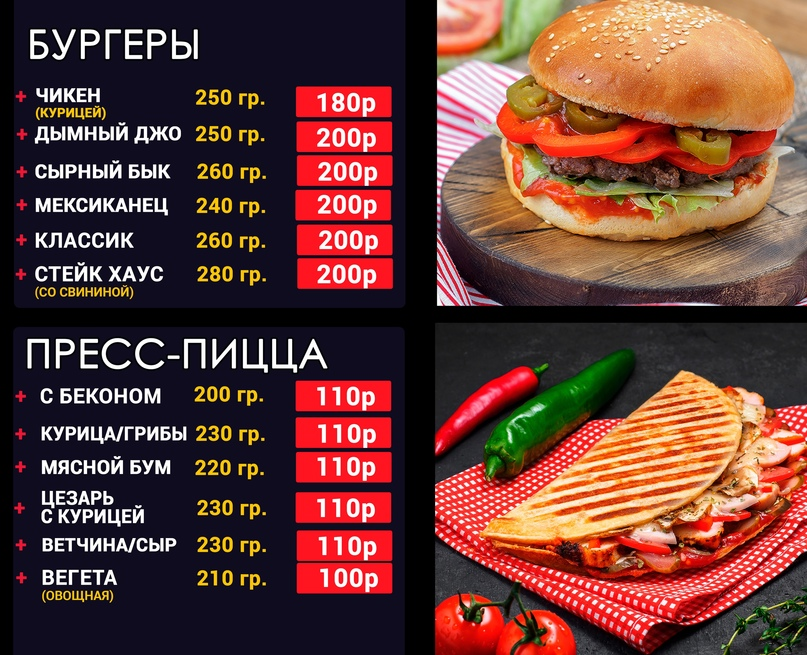 БУРГЕРЫ
+ ЧИКЕН 250 гр. 180р
(КУРИЦЕЙ)
+ ДЫМНЫЙ ДЖО 250 гр. 200р
+ СЫРНЫЙ БЫК 260 гр. 200р
+ МЕКСИКАНЕЦ 240 гр. 200р
+ КЛАССИК 260 гр. 200р
+ СТЕЙК ХАУС 280 гр. 200р
(СО СВИНИНОЙ)
ПРЕСС-ПИЦЦА
+ С БЕКОНОМ 200 гр. 110р
+ КУРИЦА/ГРИБЫ 230 гр. 110р
+ МЯСНОЙ БУМ 220 гр. 110р
+ ЦЕЗАРЬ
С КУРИЦЕЙ 230 гр. 110р
+ ВЕТЧИНА/СЫР 230 гр. 110р
+ ВЕГЕТА 210 гр. 100р
(ОВОЩНАЯ)